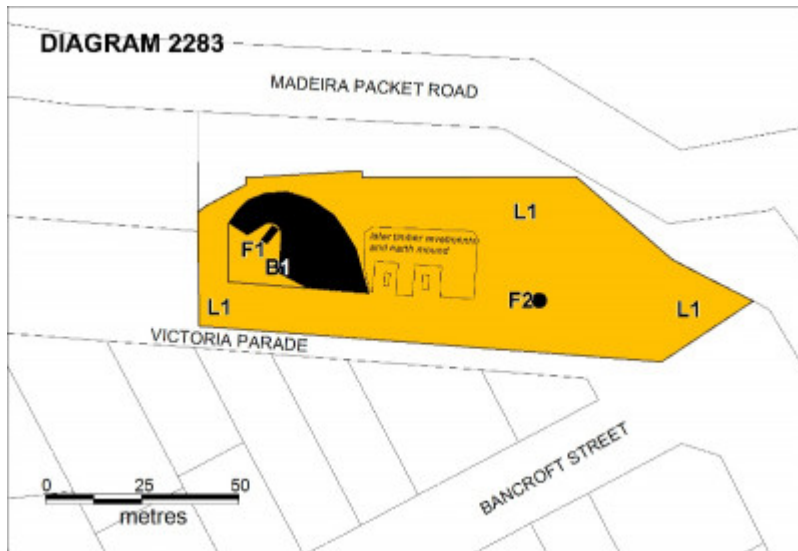 DIAGRAM 2283
MADEIRA PACKET ROAD
L1
later timber revetments
and earth mound
F1
B1
F2
L1
L1
VICTORIA PARADE
BANCROFT STREET
0 25 50
metres